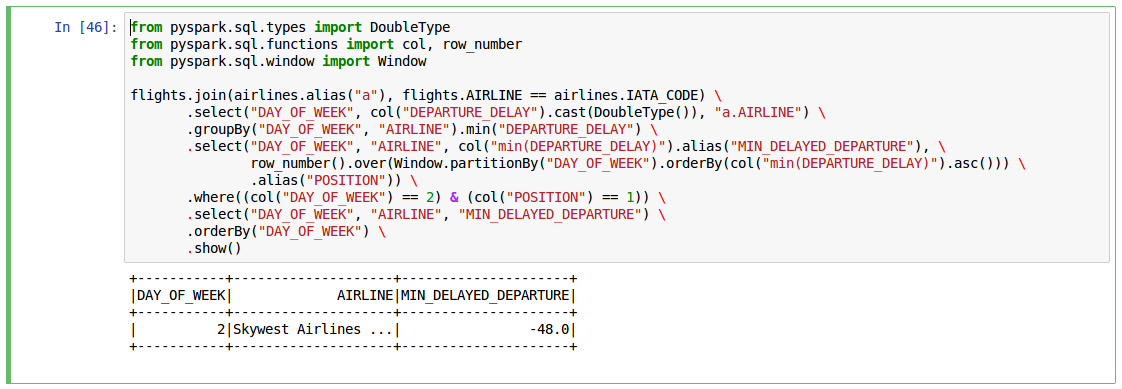 In [46]: from pyspark.sql.types import DoubleType
from pyspark.sql.functions import col, row_number
from pyspark.sql.window import Window
flights.join(airlines.alias("a"), flights.AIRLINE == airlines.IATA_CODE) \
.select("DAY_OF_WEEK", col("DEPARTURE_DELAY").cast(DoubleType()), "a.AIRLINE") \
.groupBy("DAY_OF_WEEK", "AIRLINE").min("DEPARTURE_DELAY") \
.select("DAY_OF_WEEK", "AIRLINE", col("min(DEPARTURE_DELAY)").alias("MIN_DELAYED_DEPARTURE"), \
row_number().over(Window.partitionBy("DAY_OF_WEEK").orderBy(col("min(DEPARTURE_DELAY)").asc())) \
.alias("POSITION")) \
.where((col("DAY_OF_WEEK") == 2) & (col("POSITION") == 1)) \
.select("DAY_OF_WEEK", "AIRLINE", "MIN_DELAYED_DEPARTURE") \
.orderBy("DAY_OF_WEEK") \
.show()
+-----------+--------------------+---------------------+
|DAY_OF_WEEK|             AIRLINE|MIN_DELAYED_DEPARTURE|
+-----------+--------------------+---------------------+
|          2|Skywest Airlines ...|                -48.0|
+-----------+--------------------+---------------------+